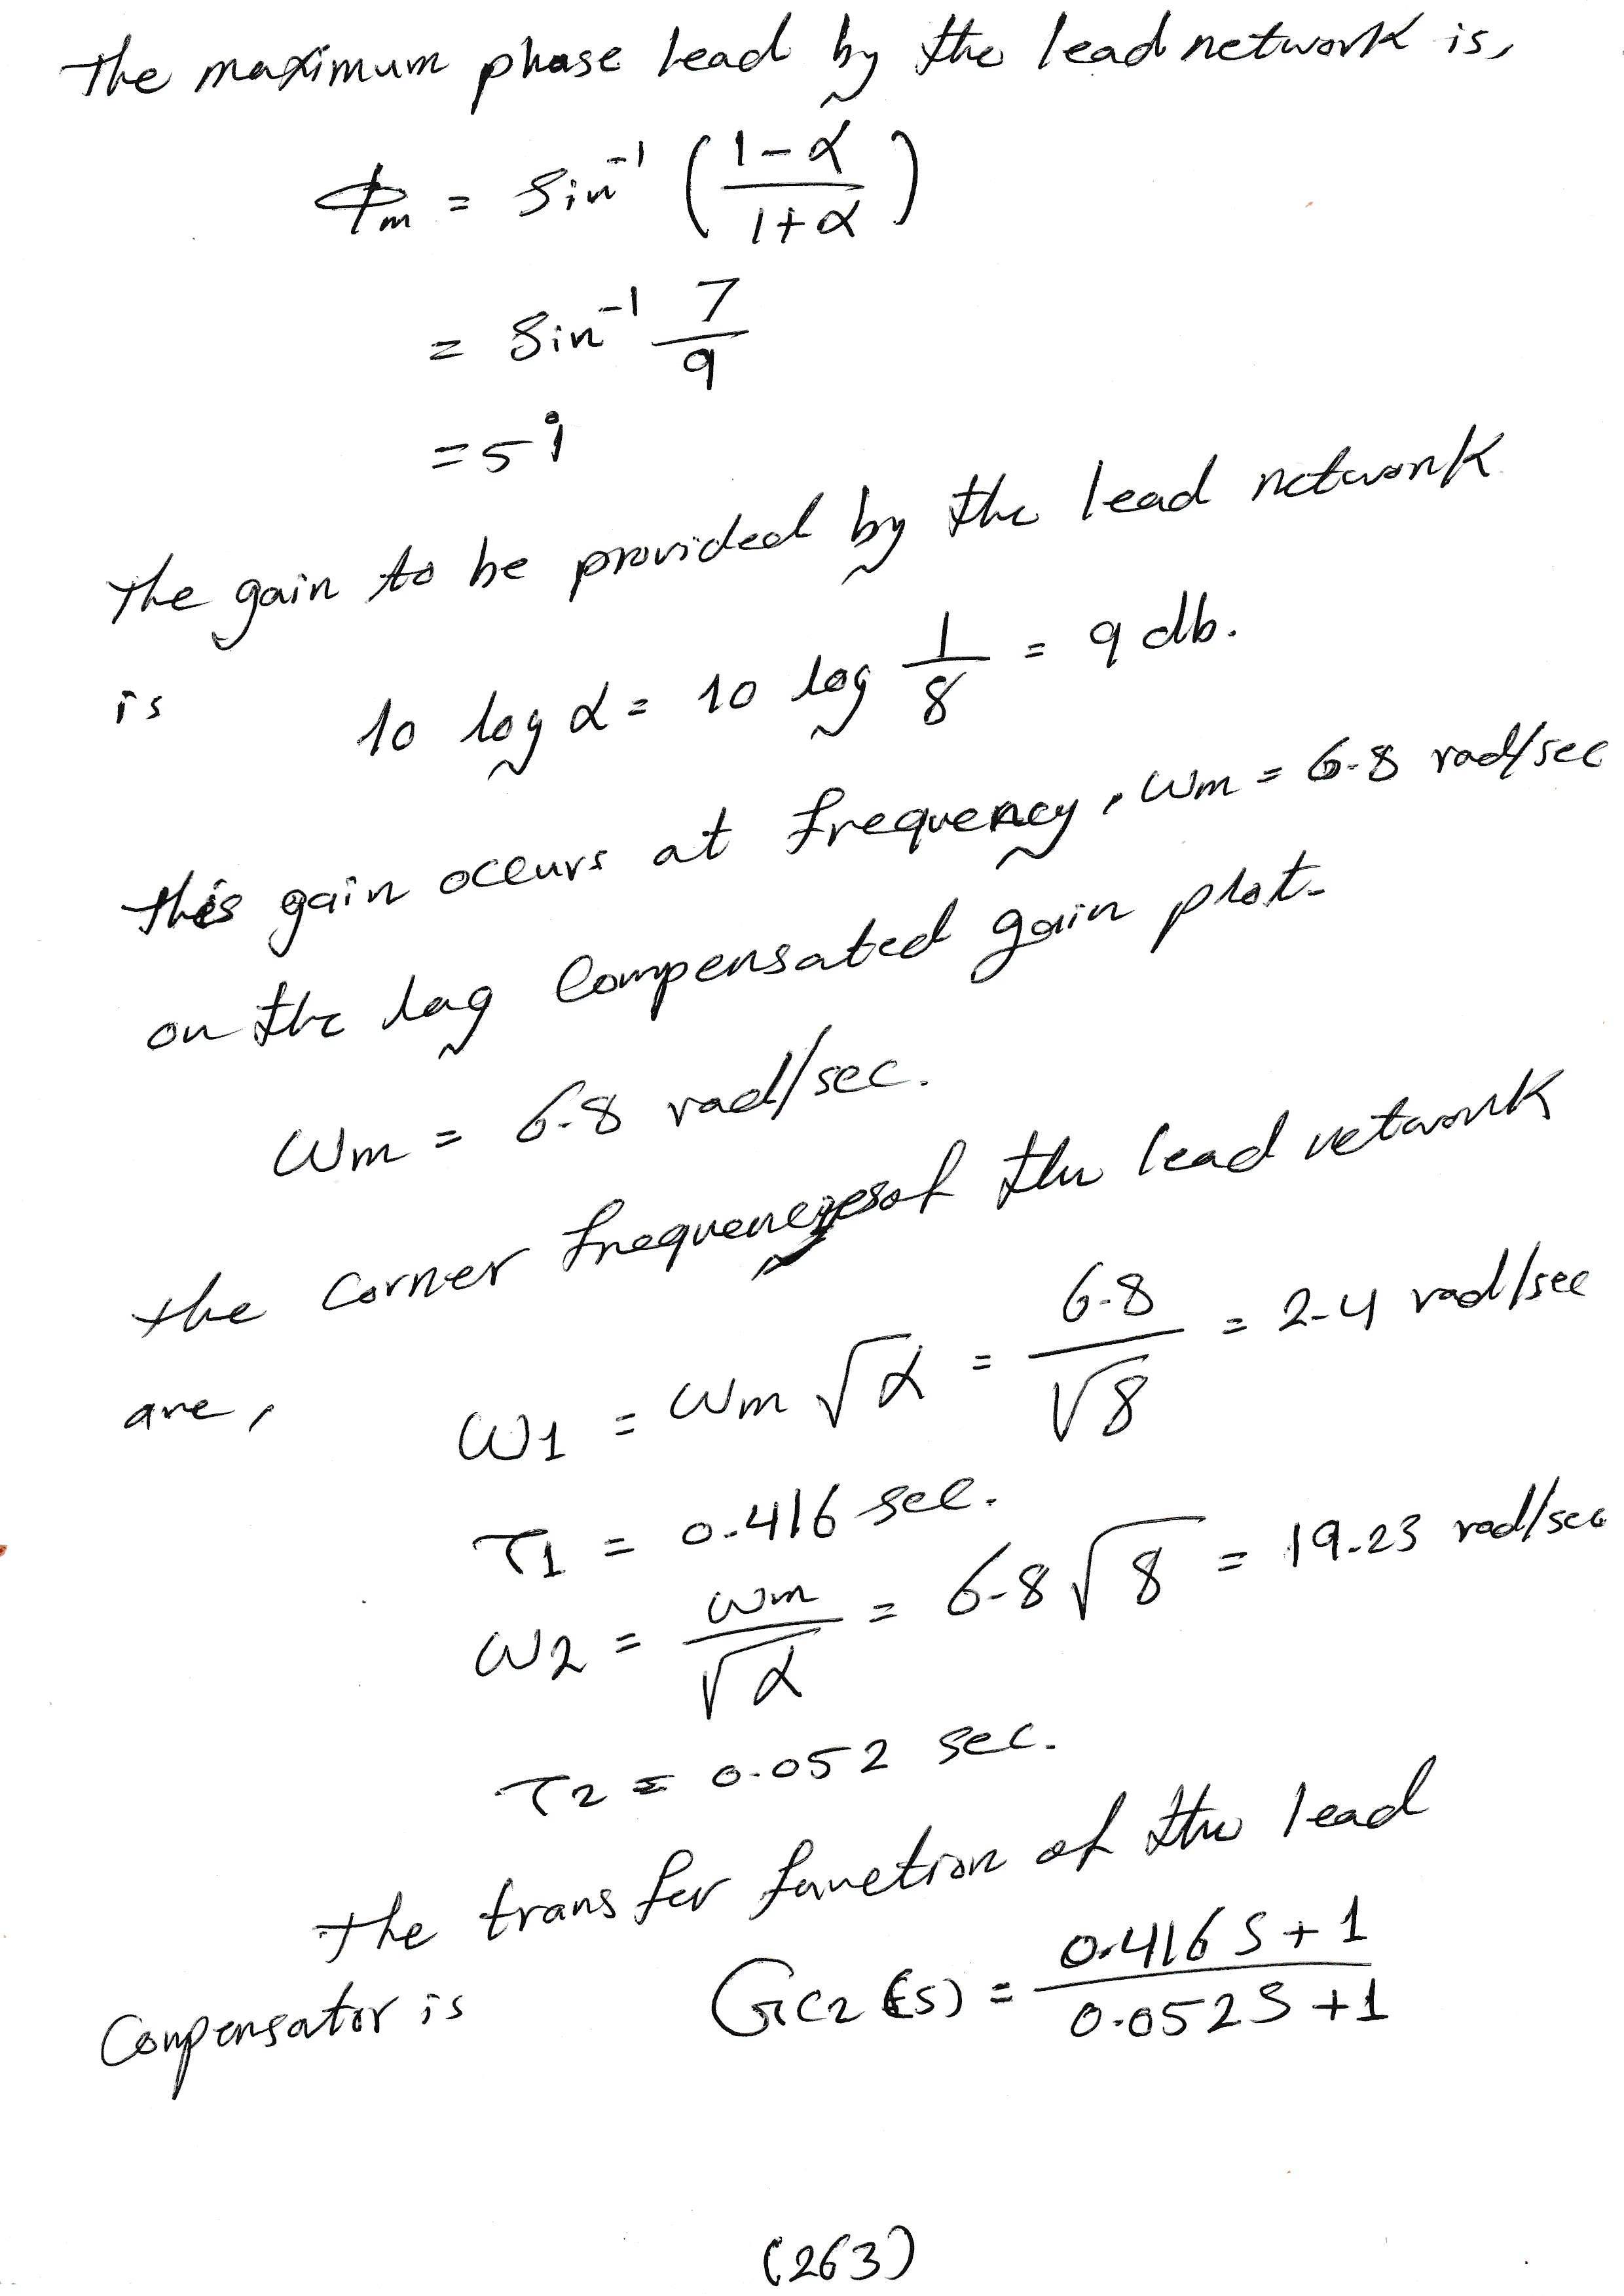 The maximum phase lead by the lead network is,
Φm = Sin⁻¹ (1-α / 1+α)
= Sin⁻¹ 7/9
= 51°
The gain to be provided by the lead network
is 10 log α = 10 log 1/8 = 9 db.
this gain occurs at frequency, ωm = 6.8 rad/sec
on the lag compensated gain plot.
ωm = 6.8 rad/sec.
the corner frequencies of the lead network
are, ω1 = ωm √α = 6.8/√8 = 2.4 rad/sec
τ1 = 0.416 sec.
ω2 = ωm/√α = 6.8 √8 = 19.23 rad/sec
τ2 = 0.052 sec.
The transfer function of the lead
Compensator is Gc2 (s) = 0.416 S + 1 / 0.052 S + 1
(263)